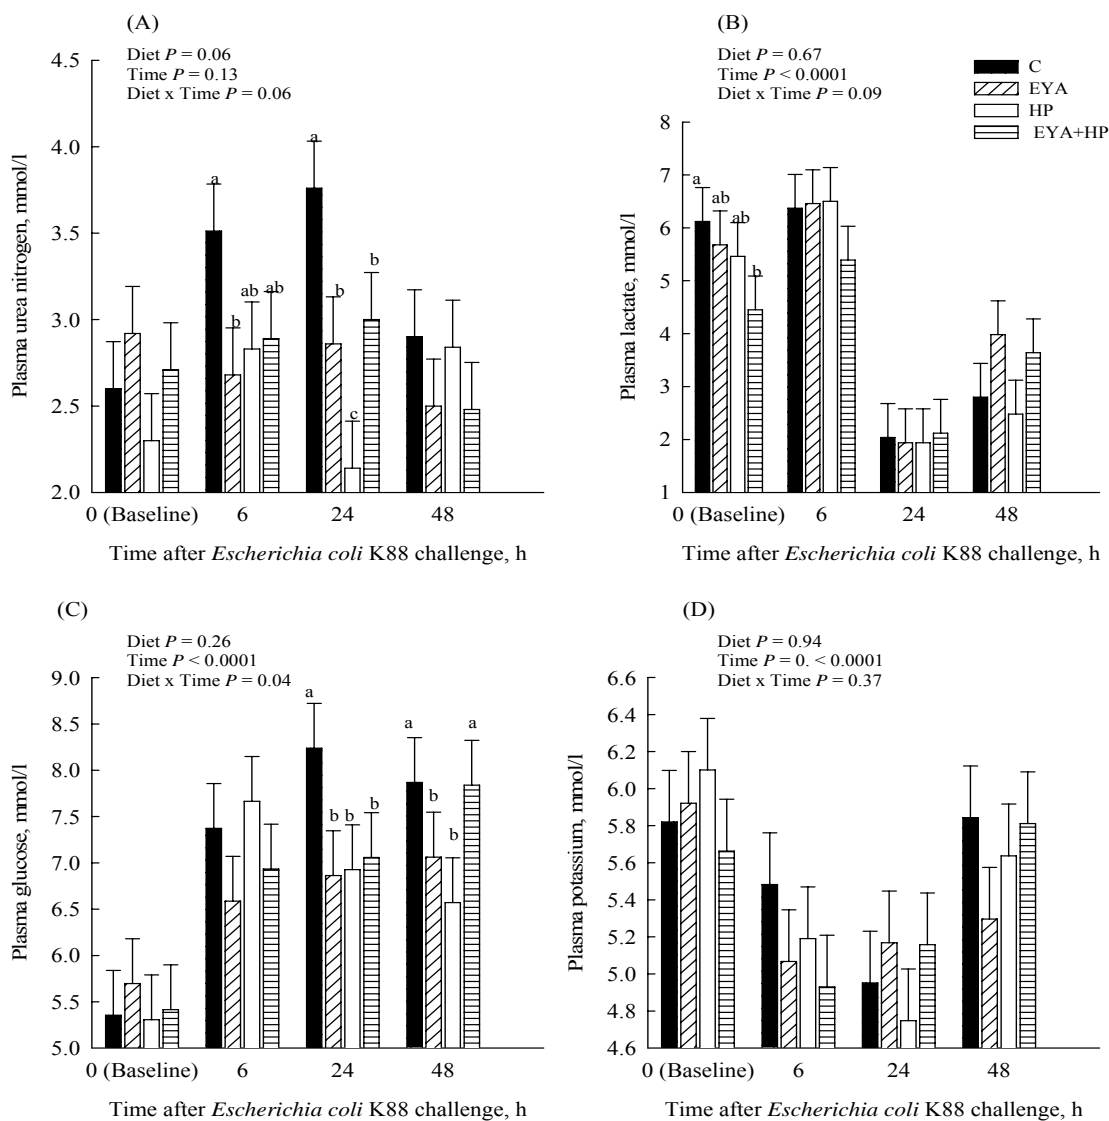 (A)
Diet P = 0.06
Time P = 0.13
Diet x Time P = 0.06
4.5
4.0
3.5
3.0
2.5
2.0
Plasma urea nitrogen, mmol/l
a
b
ab
ab
a
b
c
b
0 (Baseline) 6 24 48
Time after Escherichia coli K88 challenge, h
(B)
Diet P = 0.67
Time P < 0.0001
Diet x Time P = 0.09
C
EYA
HP
EYA+HP
8
7
6
5
4
3
2
1
Plasma lactate, mmol/l
a
ab
ab
b
0 (Baseline) 6 24 48
Time after Escherichia coli K88 challenge, h
(C)
Diet P = 0.26
Time P < 0.0001
Diet x Time P = 0.04
9.0
8.5
8.0
7.5
7.0
6.5
6.0
5.5
5.0
Plasma glucose, mmol/l
a
b
b
b
a
b
b
a
0 (Baseline) 6 24 48
Time after Escherichia coli K88 challenge, h
(D)
Diet P = 0.94
Time P = 0. < 0.0001
Diet x Time P = 0.37
6.6
6.4
6.2
6.0
5.8
5.6
5.4
5.2
5.0
4.8
4.6
Plasma potassium, mmol/l
0 (Baseline) 6 24 48
Time after Escherichia coli K88 challenge, h